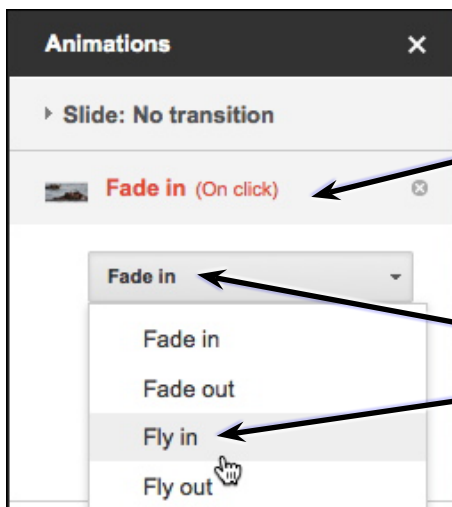 Animations
Slide: No transition
Fade in (On click)
Fade in
Fade in
Fade out
Fly in
Fly out